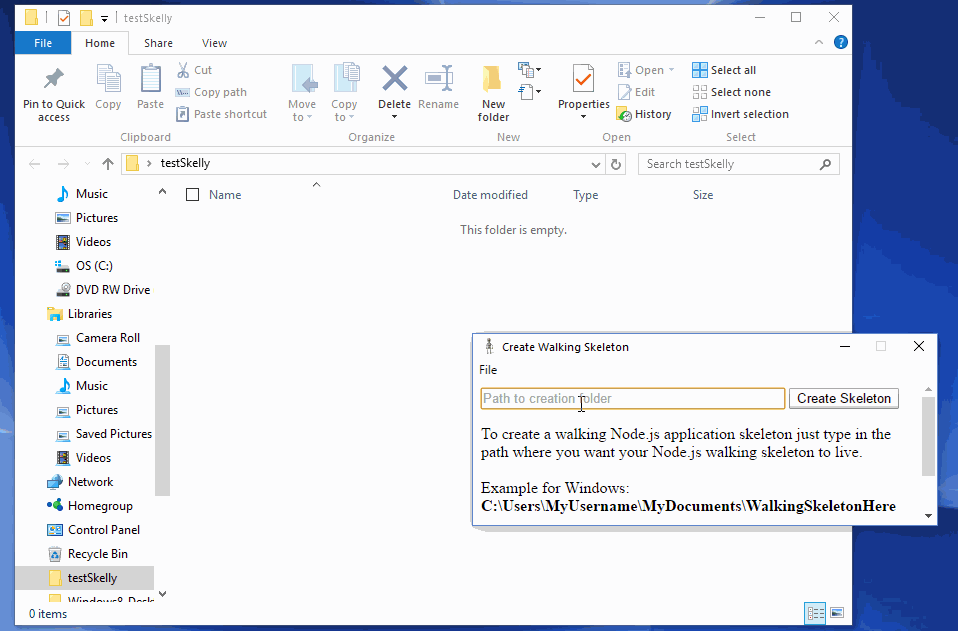 testSkelly
File Home Share View
Pin to Quick access
Copy
Paste
Cut
Copy path
Paste shortcut
Clipboard
Move to
Copy to
Delete
Rename
Organize
New folder
New
Properties
Open
Edit
History
Open
Select all
Select none
Invert selection
Select
testSkelly
Search testSkelly
Name Date modified Type Size
This folder is empty.
Music
Pictures
Videos
OS (C:)
DVD RW Drive
Libraries
Camera Roll
Documents
Music
Pictures
Saved Pictures
Videos
Network
Homegroup
Control Panel
Recycle Bin
testSkelly
0 items
Create Walking Skeleton
File
Path to creation folder
Create Skeleton
To create a walking Node.js application skeleton just type in the
path where you want your Node.js walking skeleton to live.
Example for Windows:
C:\Users\MyUsername\MyDocuments\WalkingSkeletonHere